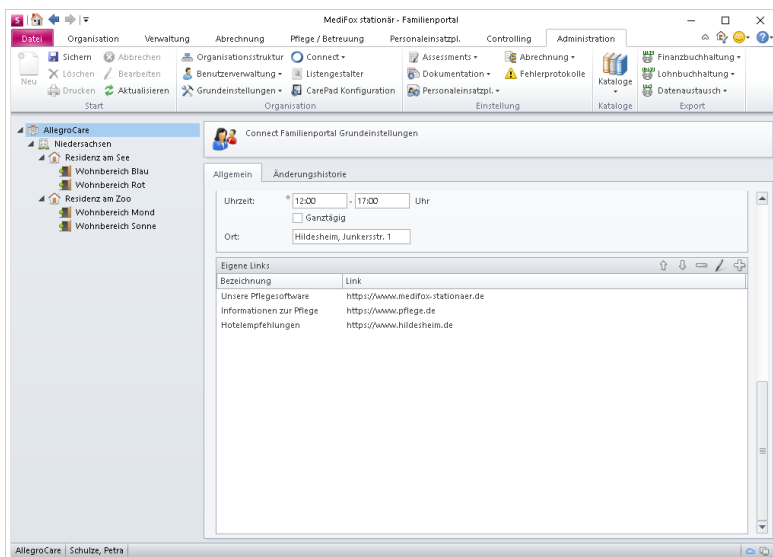 MediFox stationär - Familienportal
Datei Organisation Verwaltung Abrechnung Pflege / Betreuung Personaleinsatzpl. Controlling Administration
Neu
Sichern Abbrechen
Löschen Bearbeiten
Drucken Aktualisieren
Start
Organisationsstruktur Connect
Benutzerverwaltung Listengestalter
Grundeinstellungen CarePad Konfiguration
Organisation
Assessments Abrechnung
Dokumentation Fehlerprotokolle
Personaleinsatzpl.
Einstellung
Kataloge
Kataloge
Finanzbuchhaltung
Lohnbuchhaltung
Datenaustausch
Export
AllegroCare
Niedersachsen
Residenz am See
Wohnbereich Blau
Wohnbereich Rot
Residenz am Zoo
Wohnbereich Mond
Wohnbereich Sonne
Connect Familienportal Grundeinstellungen
Allgemein Änderungshistorie
Uhrzeit: * 12:00 - 17:00 Uhr
Ganztägig
Ort: Hildesheim, Junkersstr. 1
Eigene Links
Bezeichnung Link
Unsere Pflegesoftware https://www.medifox-stationaer.de
Informationen zur Pflege https://www.pflege.de
Hotelempfehlungen https://www.hildesheim.de
AllegroCare Schulze, Petra